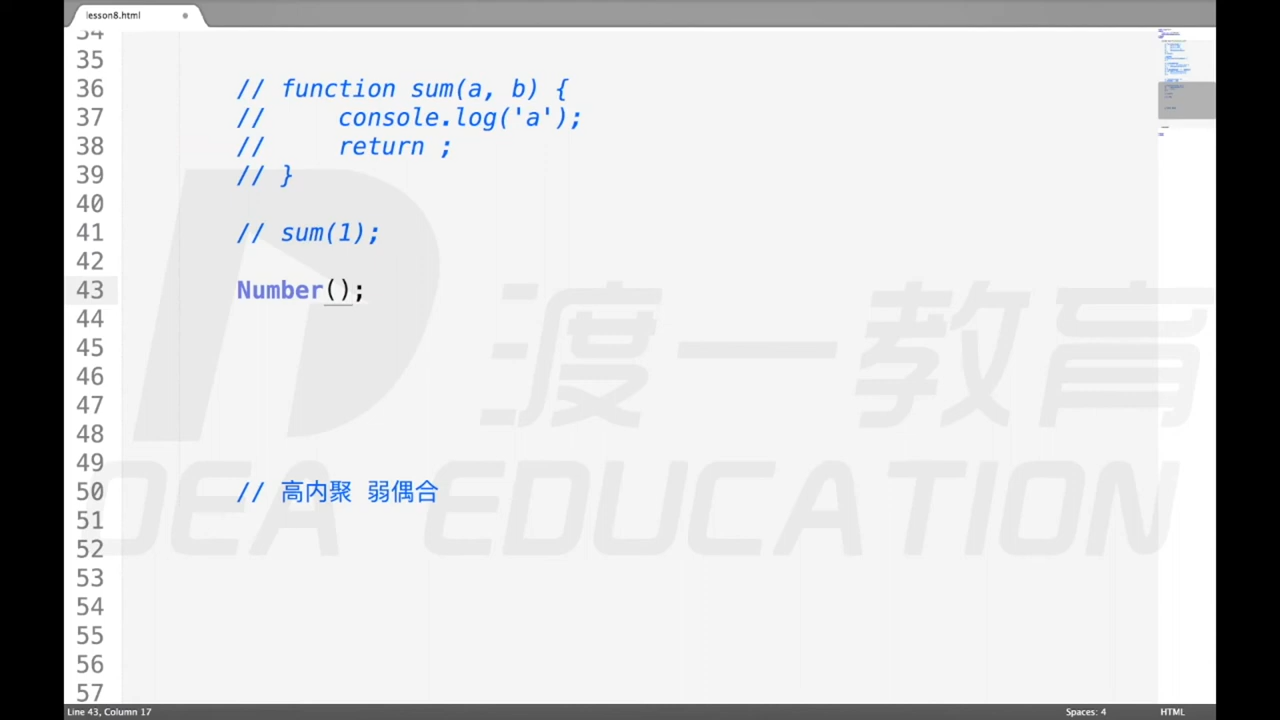 lesson8.html
34
35
36 // function sum(a, b) {
37 //     console.log('a');
38 //     return ;
39 // }
40
41 // sum(1);
42
43 Number();
44
45
46
47
48
49
50 // 高内聚 弱偶合
51
52
53
54
55
56
57
渡一教育
DEA EDUCATION
Line 43, Column 17
Spaces: 4
HTML